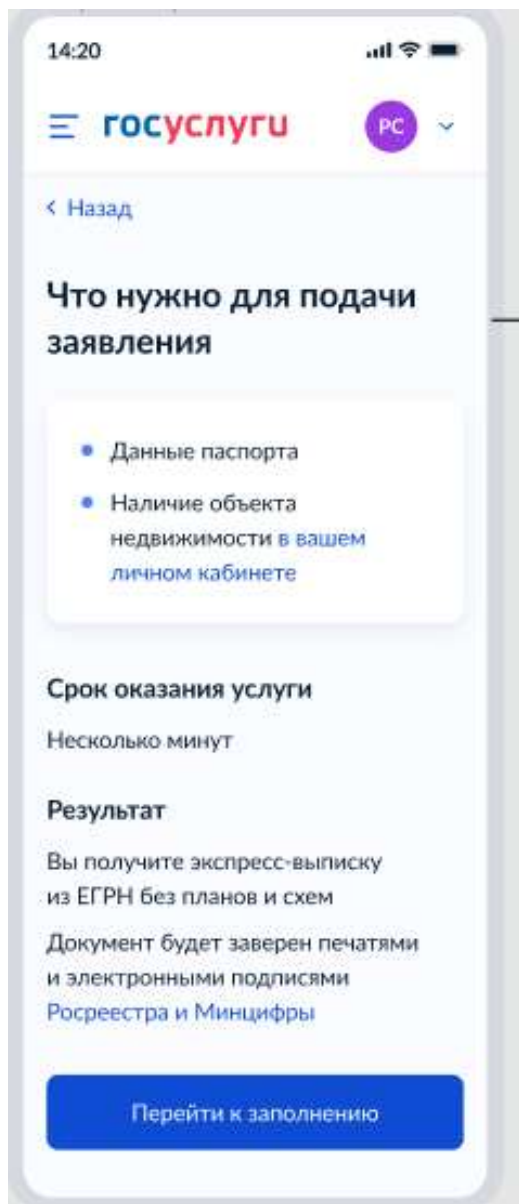 14:20
госуслуги
РС
Назад
Что нужно для подачи
заявления
Данные паспорта
Наличие объекта
недвижимости в вашем
личном кабинете
Срок оказания услуги
Несколько минут
Результат
Вы получите экспресс-выписку
из ЕГРН без планов и схем
Документ будет заверен печатями
и электронными подписями
Росреестра и Минцифры
Перейти к заполнению